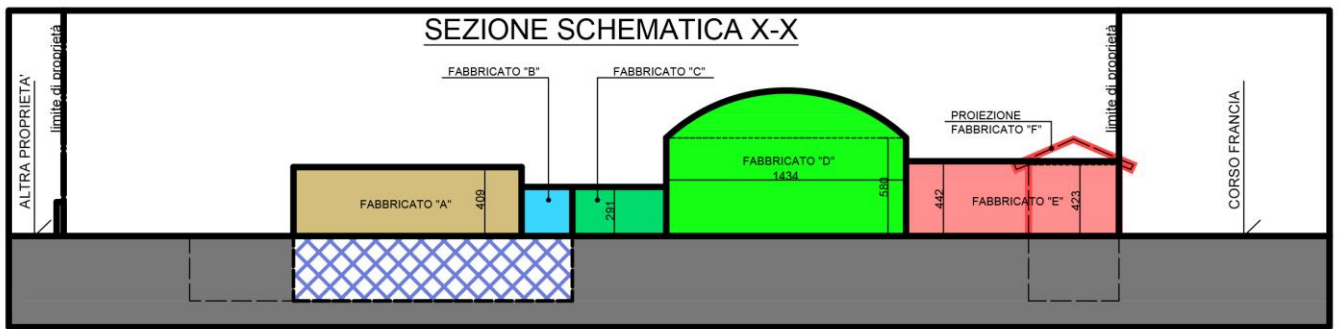 SEZIONE SCHEMATICA X-X
ALTRA PROPRIETA'
limite di proprietà
FABBRICATO "B"
FABBRICATO "C"
PROIEZIONE
FABBRICATO "F"
limite di proprietà
CORSO FRANCIA
FABBRICATO "A"
409
291
FABBRICATO "D"
1434
580
442
FABBRICATO "E"
423